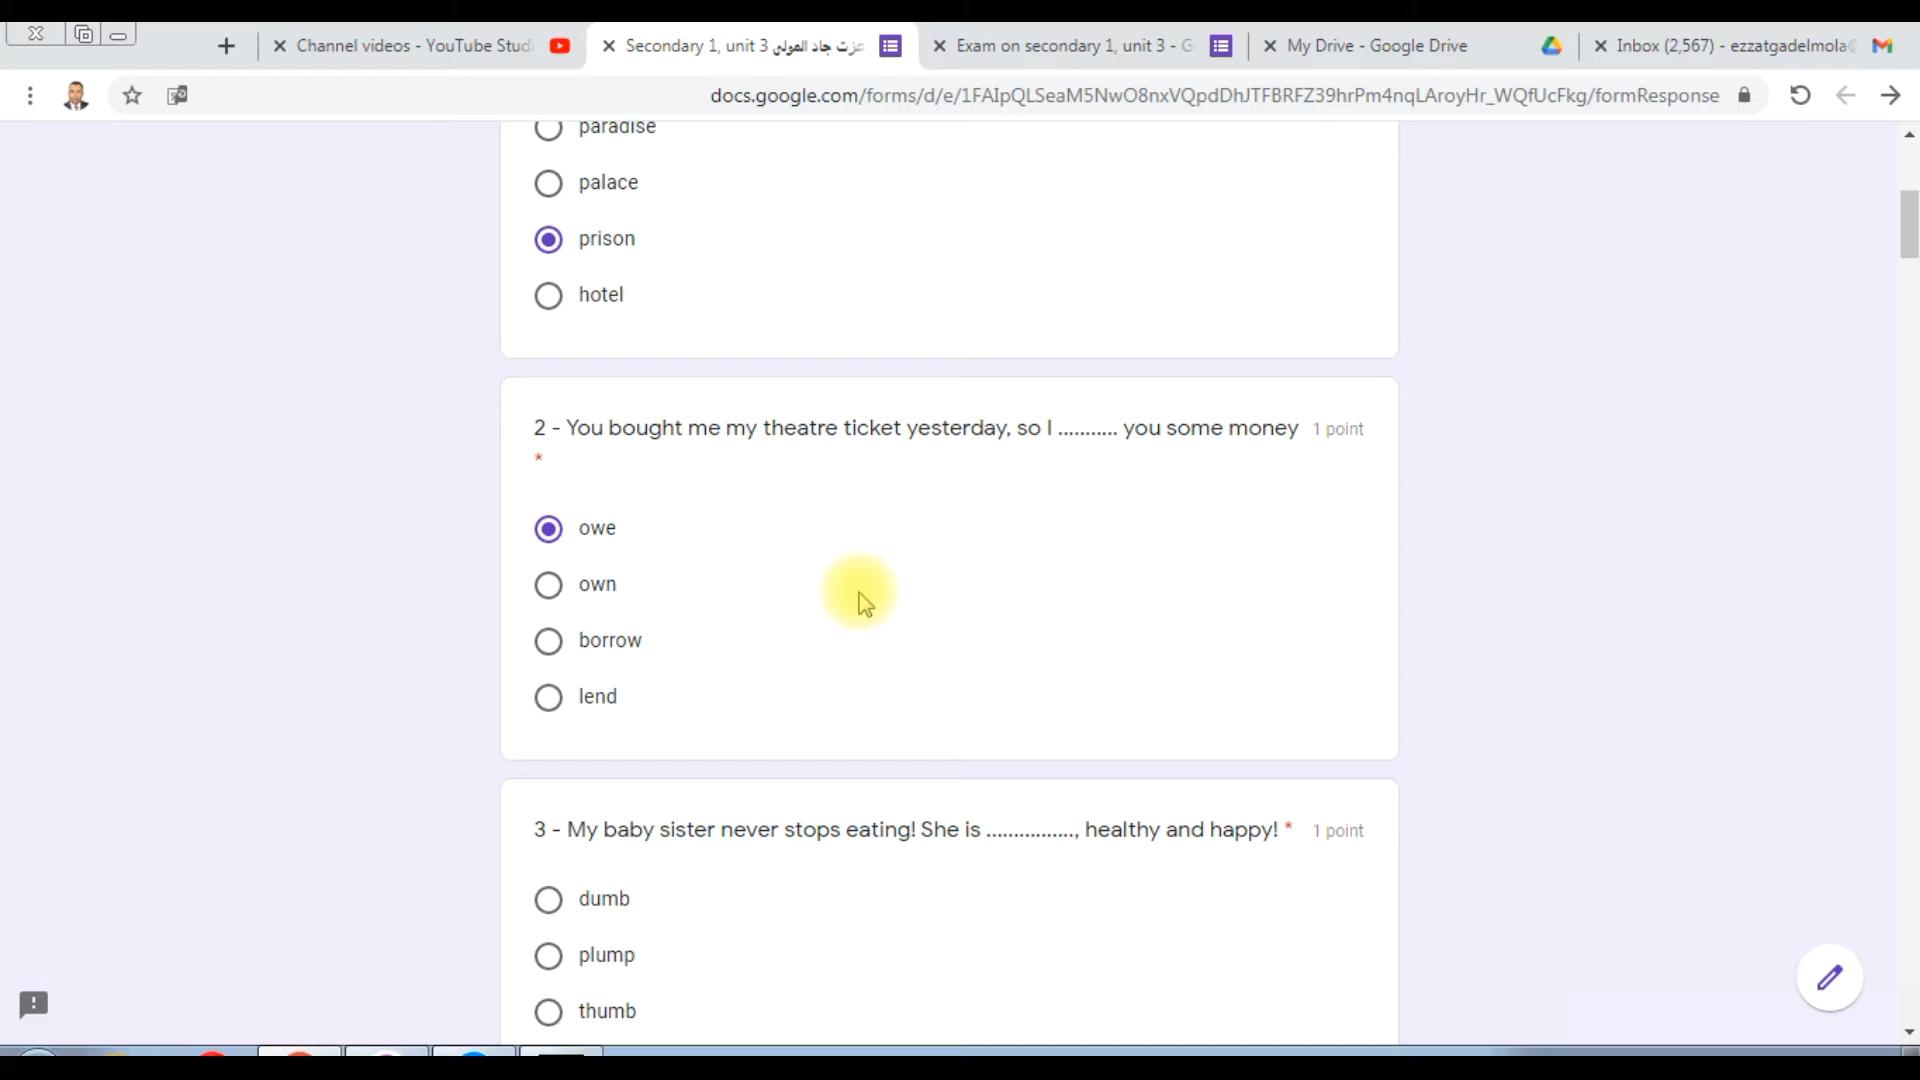 Channel videos - YouTube Studi
Secondary 1, unit 3 عزت جاد المولى
Exam on secondary 1, unit 3 - G
My Drive - Google Drive
Inbox (2,567) - ezzatgadelmola@
docs.google.com/forms/d/e/1FAIpQLSeaM5NwO8nxVQpdDhJTFBRFZ39hrPm4nqLAroyHr_WQfUcFkg/formResponse
paradise
palace
prison
hotel
2 - You bought me my theatre ticket yesterday, so I ........... you some money 1 point
*
owe
own
borrow
lend
3 - My baby sister never stops eating! She is ................, healthy and happy! * 1 point
dumb
plump
thumb